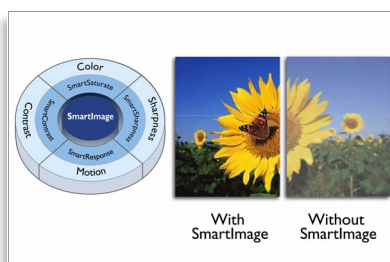 Color
SmartSaturate
Contrast
SmartContrast
SmartImage
SmartSharpness
Sharpness
SmartResponse
Motion
With
SmartImage
Without
SmartImage